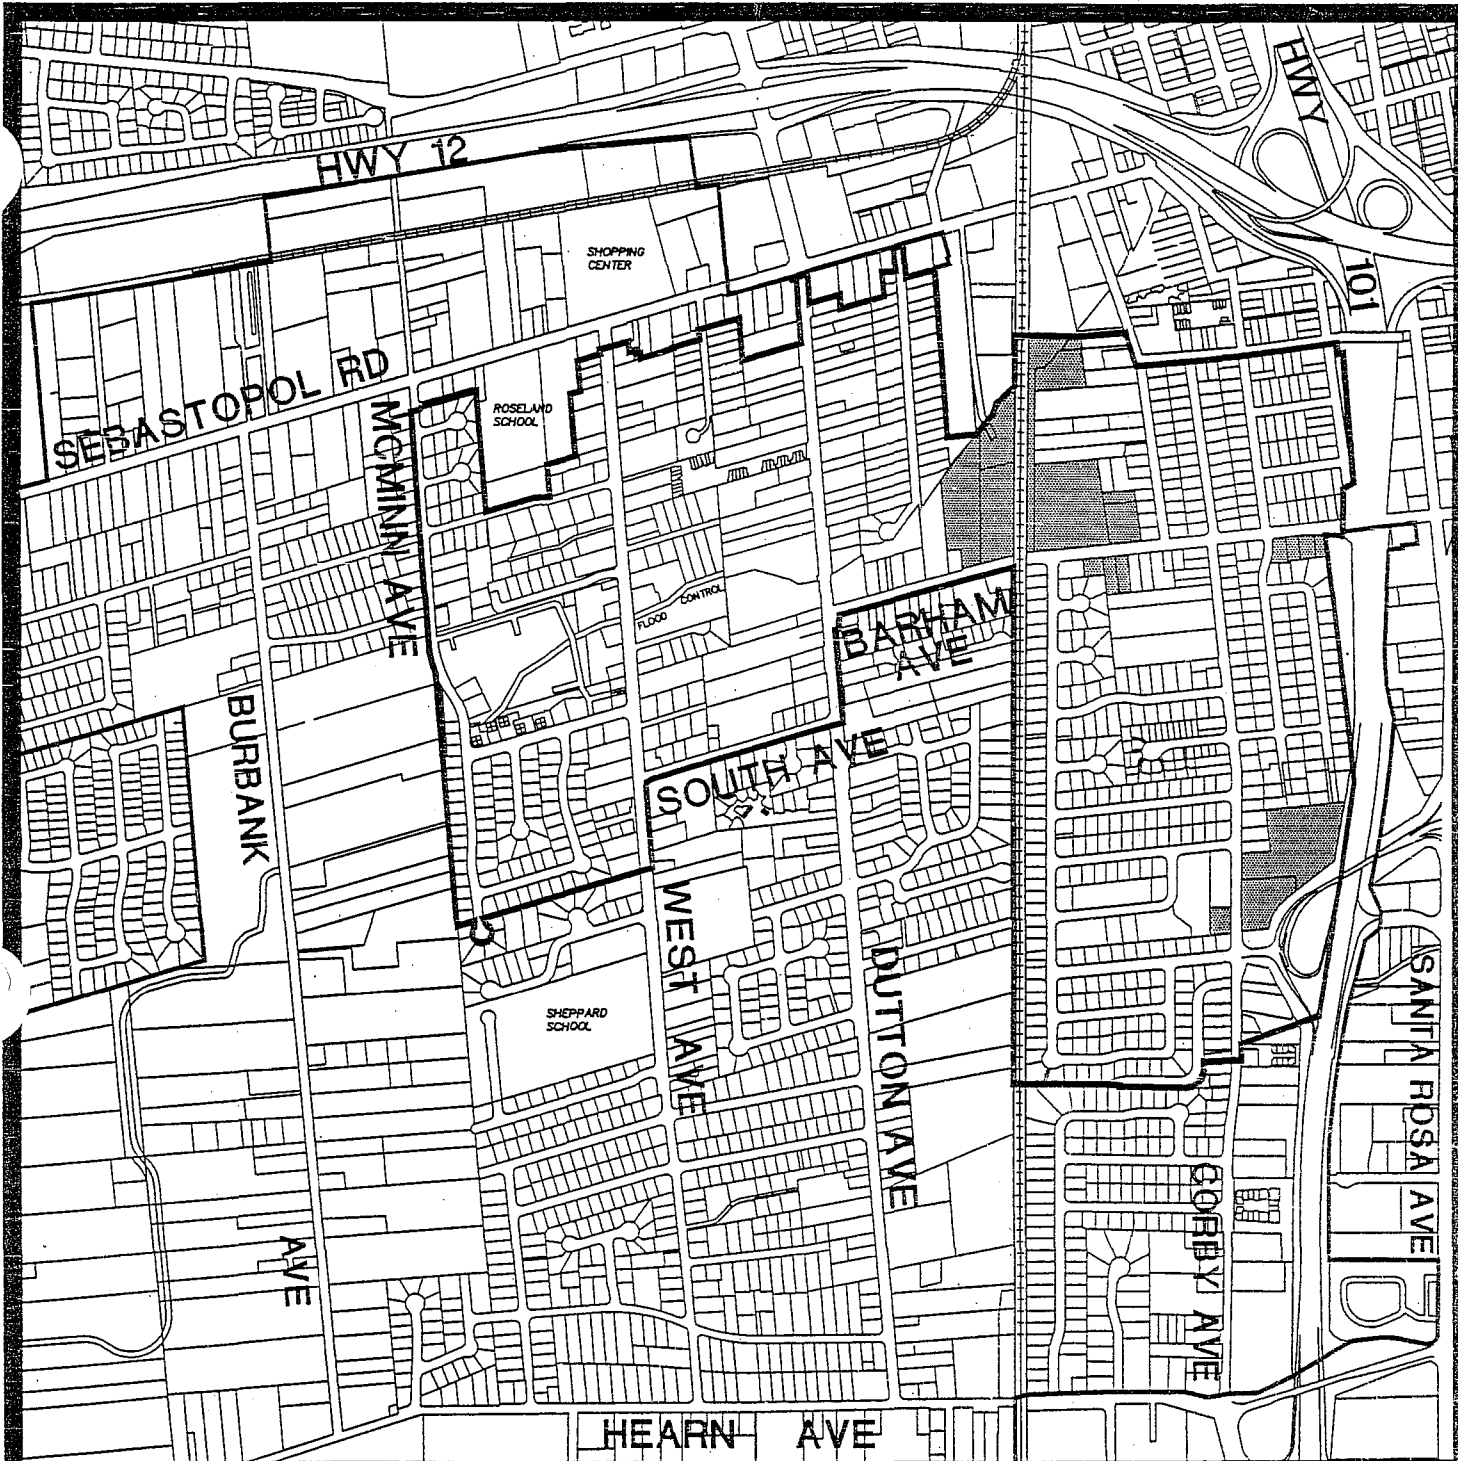 HWY
HWY 12
101
SHOPPING
CENTER
SEBASTOPOL RD
ROSELAND
SCHOOL
MCMINN AVE
FLOOD CONTROL
BARHAM
AVE
BURBANK
AVE
SOUTH AVE
WEST AVE
DUTTON AVE
SANTA ROSA AVE
SHEPPARD
SCHOOL
CORBY AVE
HEARN AVE